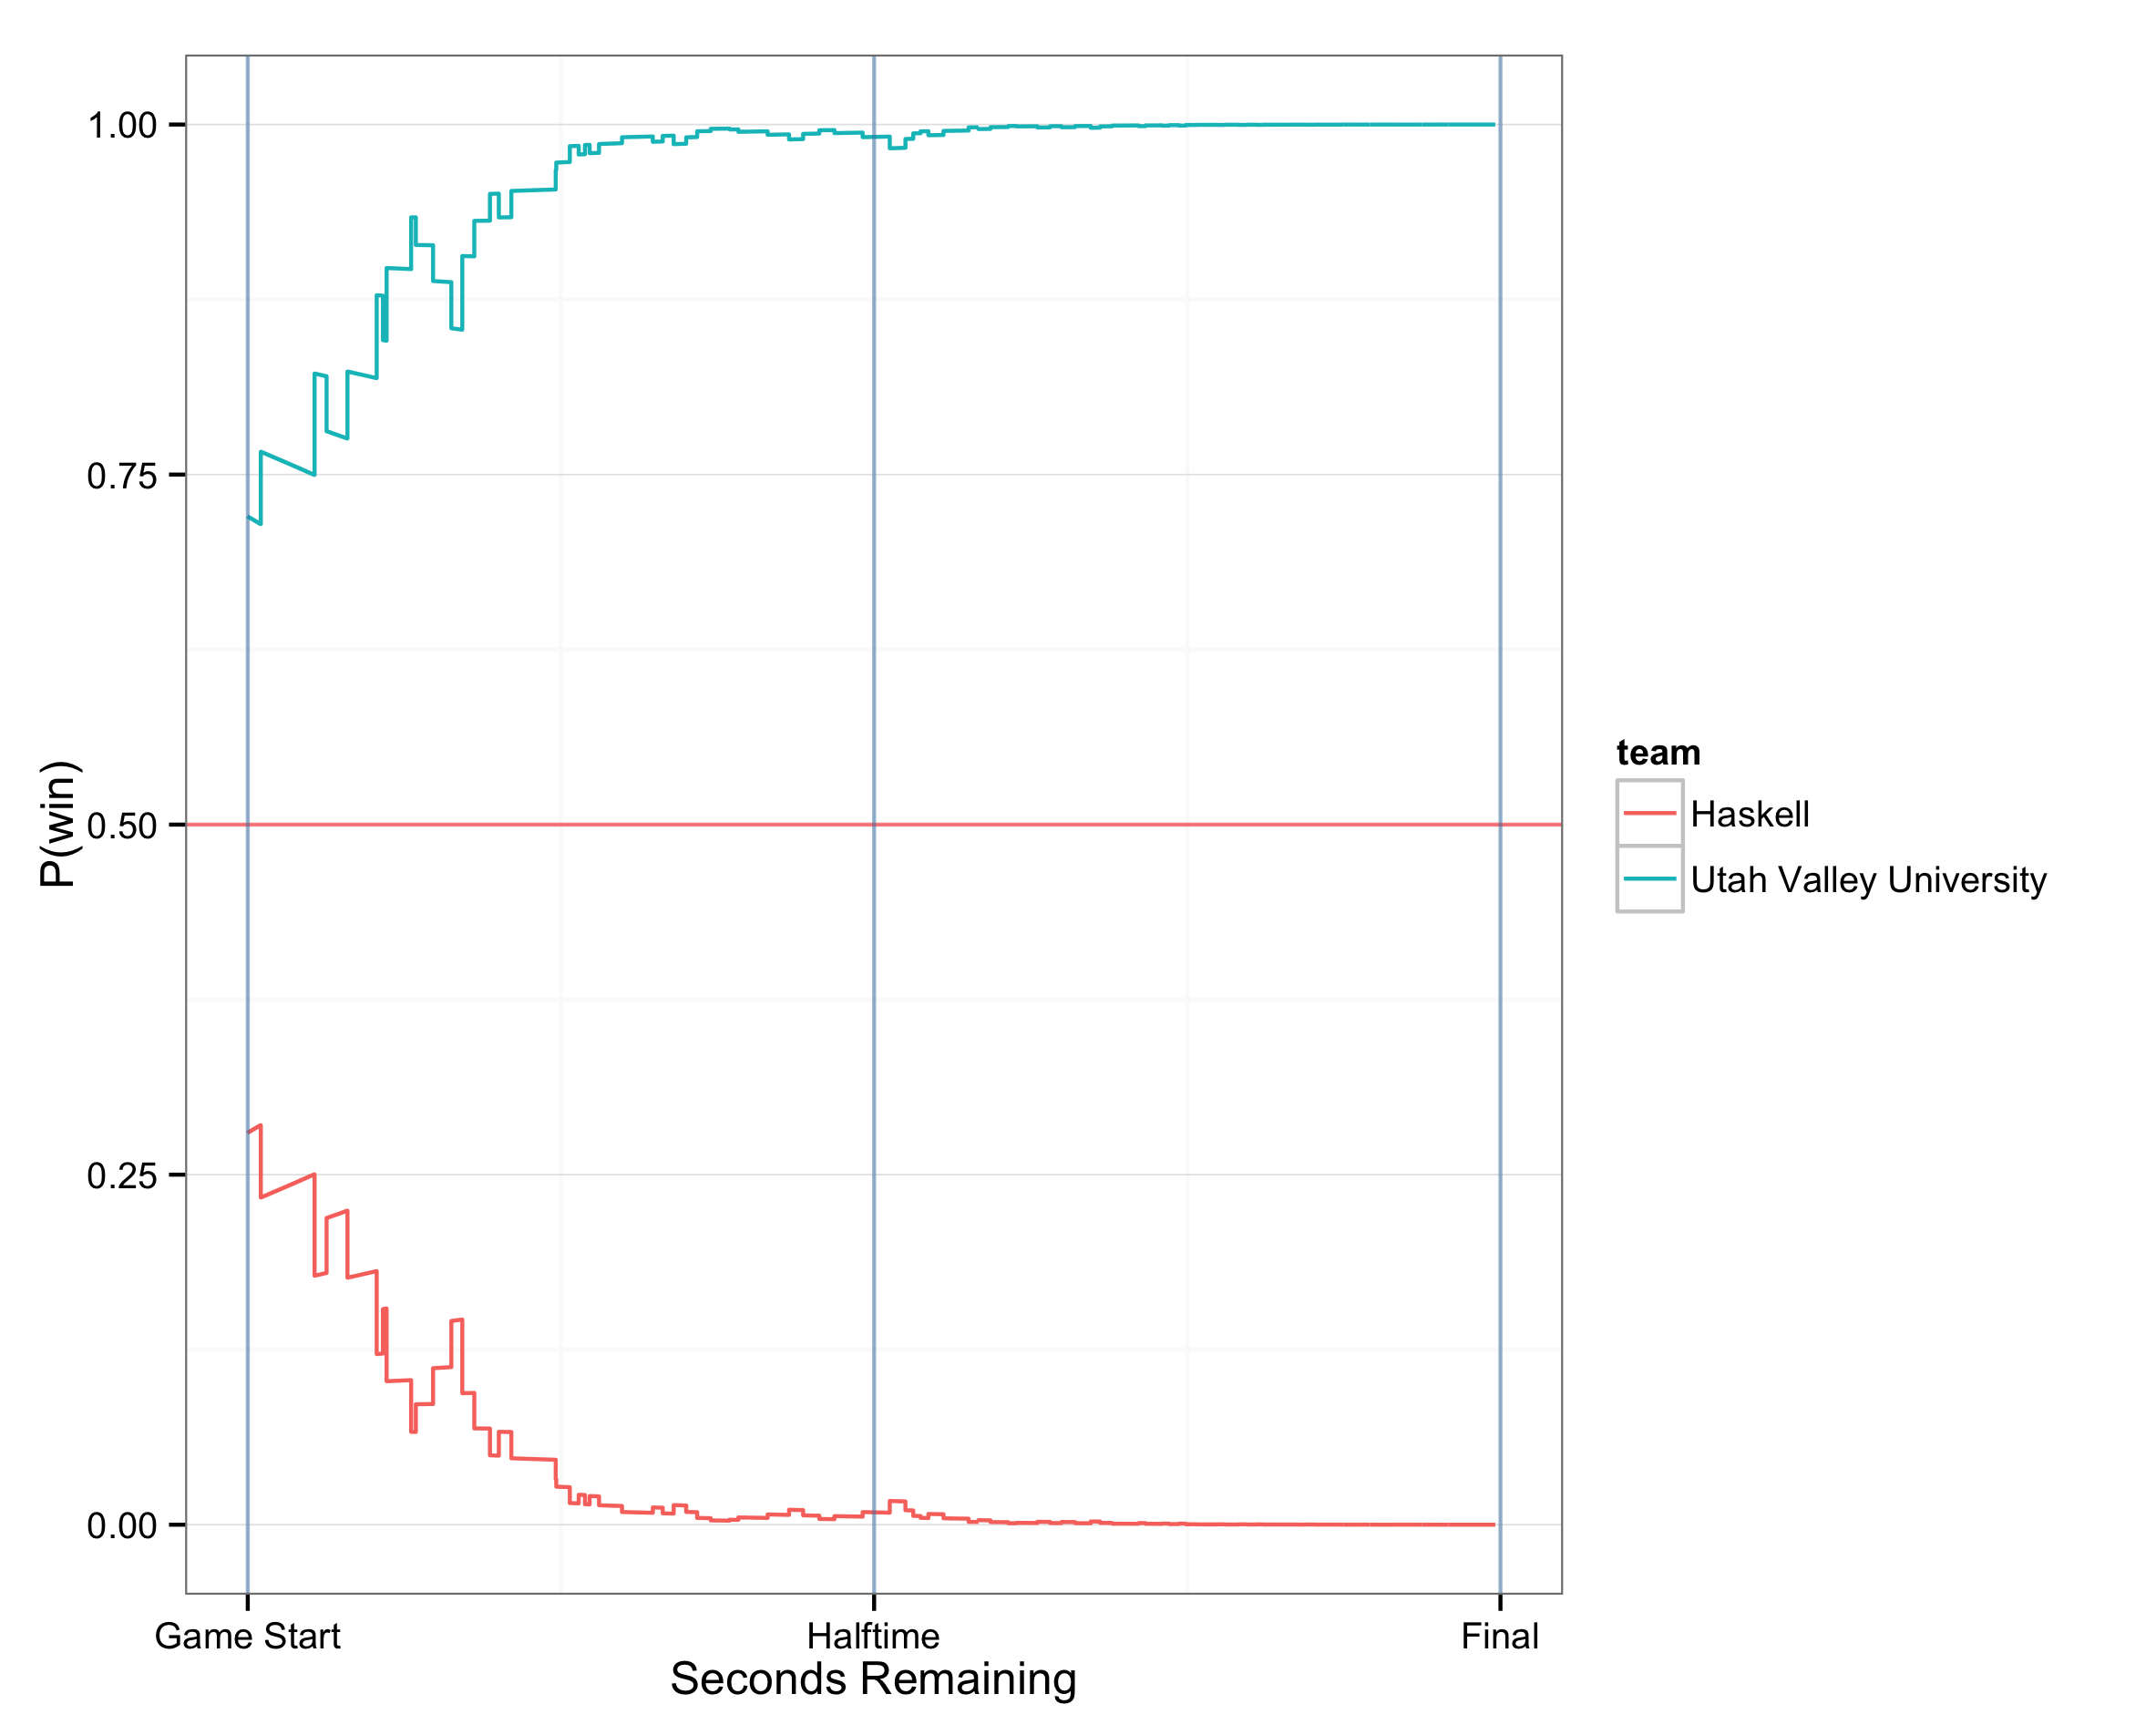 1.00
0.75
0.50
0.25
0.00
P(win)
Game Start
Halftime
Final
Seconds Remaining
team
Haskell
Utah Valley University